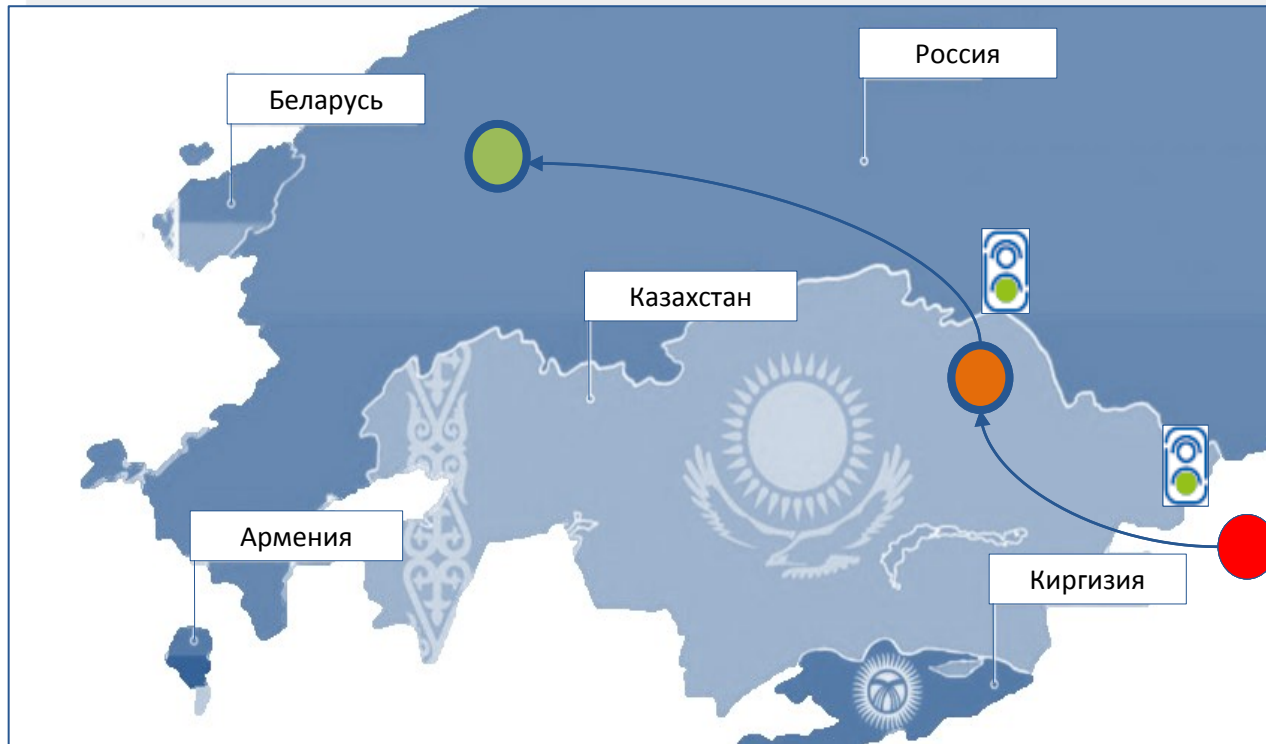 Россия
Беларусь
Казахстан
Армения
Киргизия